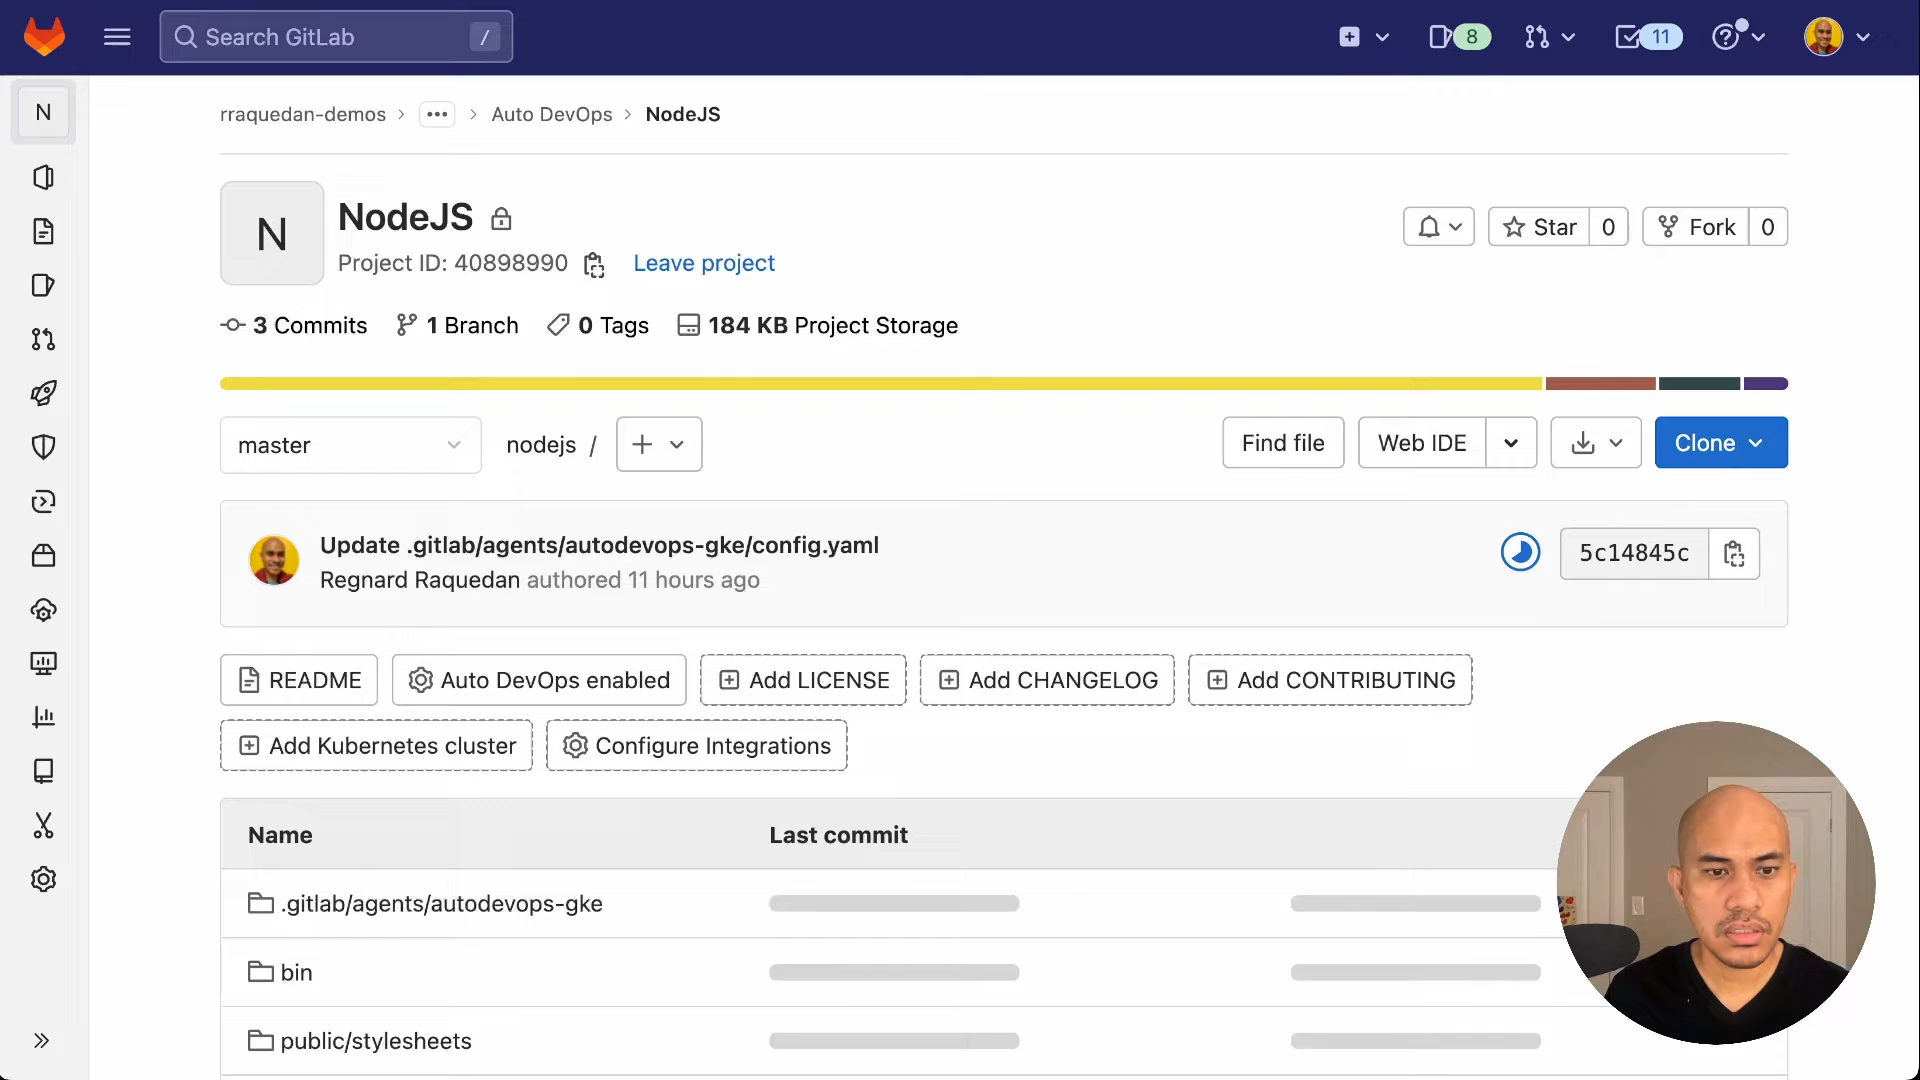 Search GitLab /
8
11
N
rraquedan-demos > ••• > Auto DevOps > NodeJS
N
NodeJS
Project ID: 40898990 Leave project
Star 0
Fork 0
3 Commits 1 Branch 0 Tags 184 KB Project Storage
master
nodejs /
Find file
Web IDE
Clone
Update .gitlab/agents/autodevops-gke/config.yaml
Regnard Raquedan authored 11 hours ago
5c14845c
README
Auto DevOps enabled
Add LICENSE
Add CHANGELOG
Add CONTRIBUTING
Add Kubernetes cluster
Configure Integrations
Name Last commit
.gitlab/agents/autodevops-gke
bin
public/stylesheets